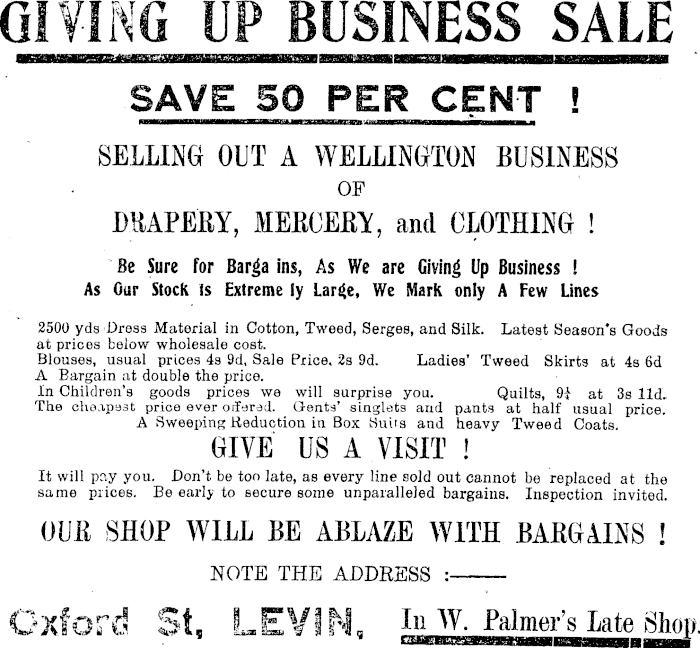 GIVING UP BUSINESS SALE
SAVE 50 PER CENT !
SELLING OUT A WELLINGTON BUSINESS
OF
DRAPERY, MERCERY, and CLOTHING !
Be Sure for Bargains, As We are Giving Up Business !
As Our Stock is Extremely Large, We Mark only A Few Lines
2500 yds Dress Material in Cotton, Tweed, Serges, and Silk. Latest Season's Goods
at prices below wholesale cost.
Blouses, usual prices 4s 9d, Sale Price, 2s 9d. Ladies' Tweed Skirts at 4s 6d
A Bargain at double the price.
In Children's goods prices we will surprise you. Quilts, 9¼ at 3s 11d.
The cheapest price ever offered. Gents' singlets and pants at half usual price.
A Sweeping Reduction in Box Suits and heavy Tweed Coats.
GIVE US A VISIT !
It will pay you. Don't be too late, as every line sold out cannot be replaced at the
same prices. Be early to secure some unparalleled bargains. Inspection invited.
OUR SHOP WILL BE ABLAZE WITH BARGAINS !
NOTE THE ADDRESS :—
Oxford St, LEVIN, In W. Palmer's Late Shop.